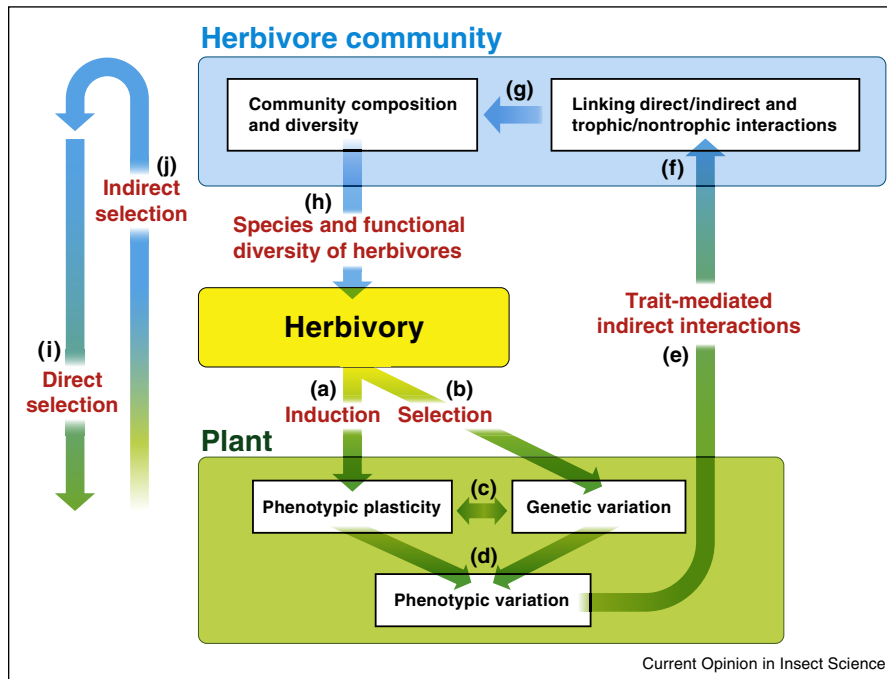 Herbivore community
Community composition
and diversity
(g)
Linking direct/indirect and
trophic/nontrophic interactions
(f)
(j)
Indirect
selection
(h)
Species and functional
diversity of herbivores
Herbivory
Trait-mediated
indirect interactions
(e)
(i)
Direct
selection
(a)
Induction
(b)
Selection
Plant
Phenotypic plasticity
(c)
Genetic variation
(d)
Phenotypic variation
Current Opinion in Insect Science